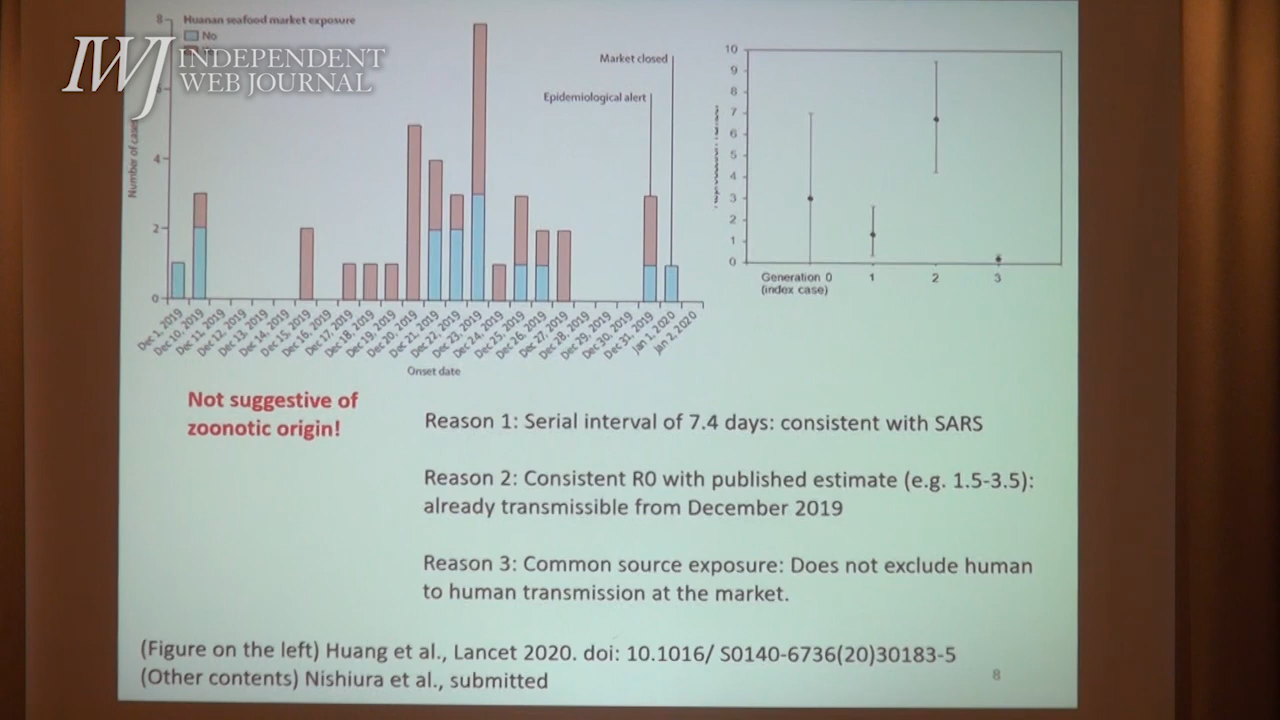 Huanan seafood market exposure
No
IWJ INDEPENDENT
WEB JOURNAL
Market closed
Epidemiological alert
Number of cases
8
6
4
2
0
Dec 1, 2019
Dec 10, 2019
Dec 11, 2019
Dec 12, 2019
Dec 13, 2019
Dec 14, 2019
Dec 15, 2019
Dec 16, 2019
Dec 17, 2019
Dec 18, 2019
Dec 19, 2019
Dec 20, 2019
Dec 21, 2019
Dec 22, 2019
Dec 23, 2019
Dec 24, 2019
Dec 25, 2019
Dec 26, 2019
Dec 27, 2019
Dec 28, 2019
Dec 29, 2019
Dec 30, 2019
Dec 31, 2019
Jan 1, 2020
Jan 2, 2020
Onset date
10
9
8
7
6
5
4
3
2
1
0
Generation 0 1 2 3
(index case)
Not suggestive of
zoonotic origin!
Reason 1: Serial interval of 7.4 days: consistent with SARS
Reason 2: Consistent R0 with published estimate (e.g. 1.5-3.5):
already transmissible from December 2019
Reason 3: Common source exposure: Does not exclude human
to human transmission at the market.
(Figure on the left) Huang et al., Lancet 2020. doi: 10.1016/ S0140-6736(20)30183-5
(Other contents) Nishiura et al., submitted
8